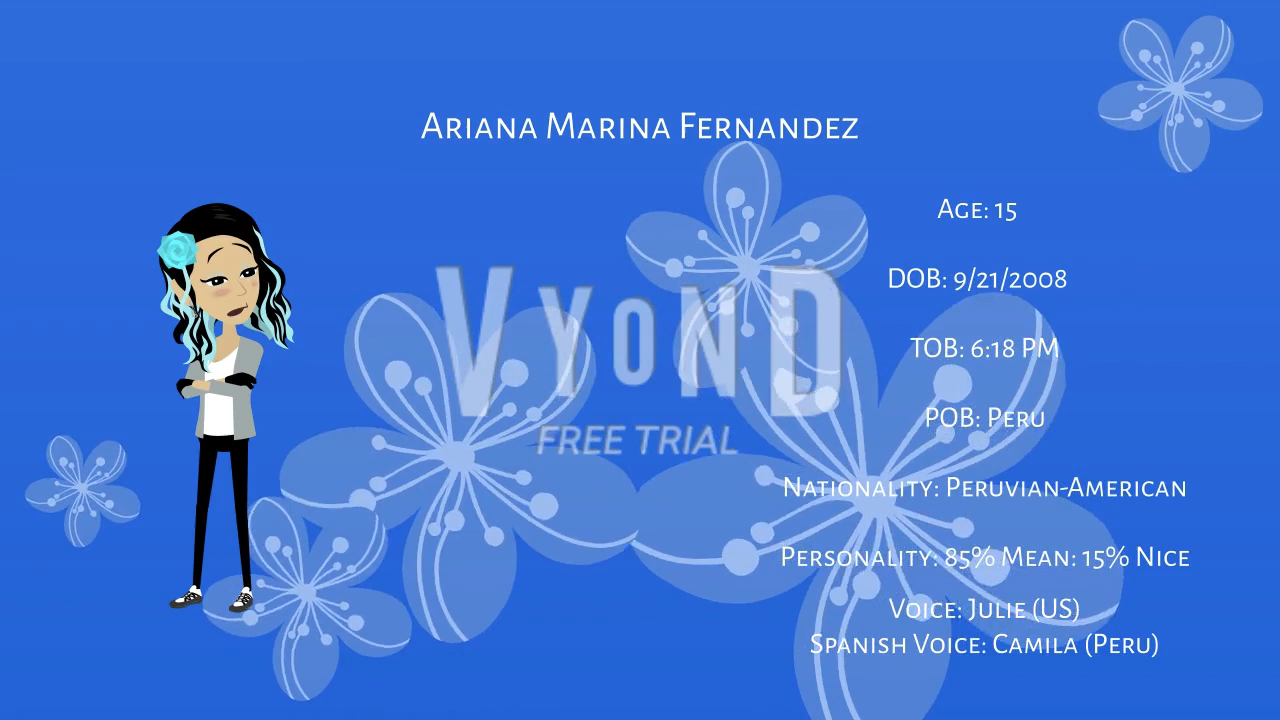 Ariana Marina Fernandez
Age: 15
DOB: 9/21/2008
Vyond
FREE TRIAL
TOB: 6:18 PM
POB: Peru
Nationality: Peruvian-American
Personality: 85% Mean: 15% Nice
Voice: Julie (US)
Spanish Voice: Camila (Peru)